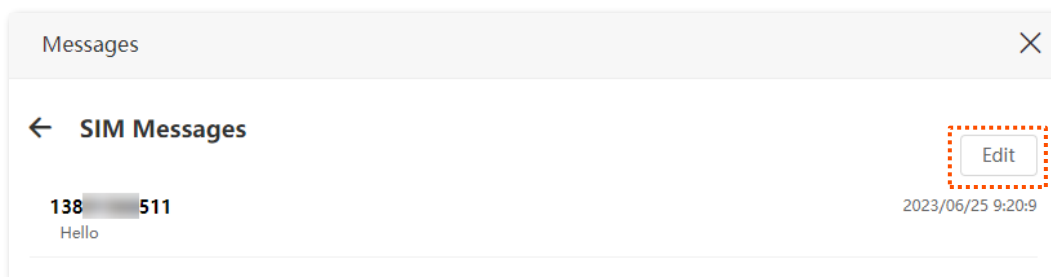 Messages
SIM Messages
Edit
138 511
2023/06/25 9:20:9
Hello